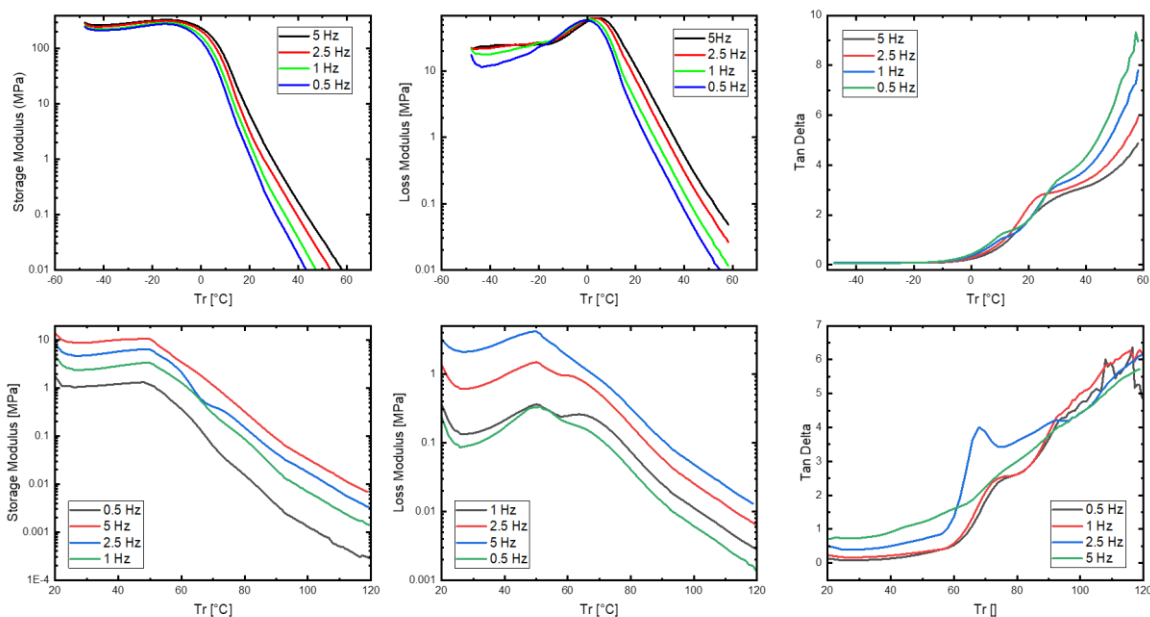 Storage Modulus (MPa)
100
10
1
0.1
0.01
5 Hz
2.5 Hz
1 Hz
0.5 Hz
-60 -40 -20 0 20 40 60
Tr [°C]
Loss Modulus [MPa]
10
1
0.1
0.01
5Hz
2.5 Hz
1 Hz
0.5 Hz
-60 -40 -20 0 20 40 60
Tr [°C]
Tan Delta
10
8
6
4
2
0
5 Hz
2.5 Hz
1 Hz
0.5 Hz
-40 -20 0 20 40 60
Tr [°C]
Storage Modulus [MPa]
10
1
0.1
0.01
0.001
1E-4
0.5 Hz
5 Hz
2.5 Hz
1 Hz
20 40 60 80 100 120
Tr [°C]
Loss Modulus [MPa]
1
0.1
0.01
0.001
1 Hz
2.5 Hz
5 Hz
0.5 Hz
20 40 60 80 100 120
Tr [°C]
Tan Delta
7
6
5
4
3
2
1
0
0.5 Hz
1 Hz
2.5 Hz
5 Hz
20 40 60 80 100 120
Tr []